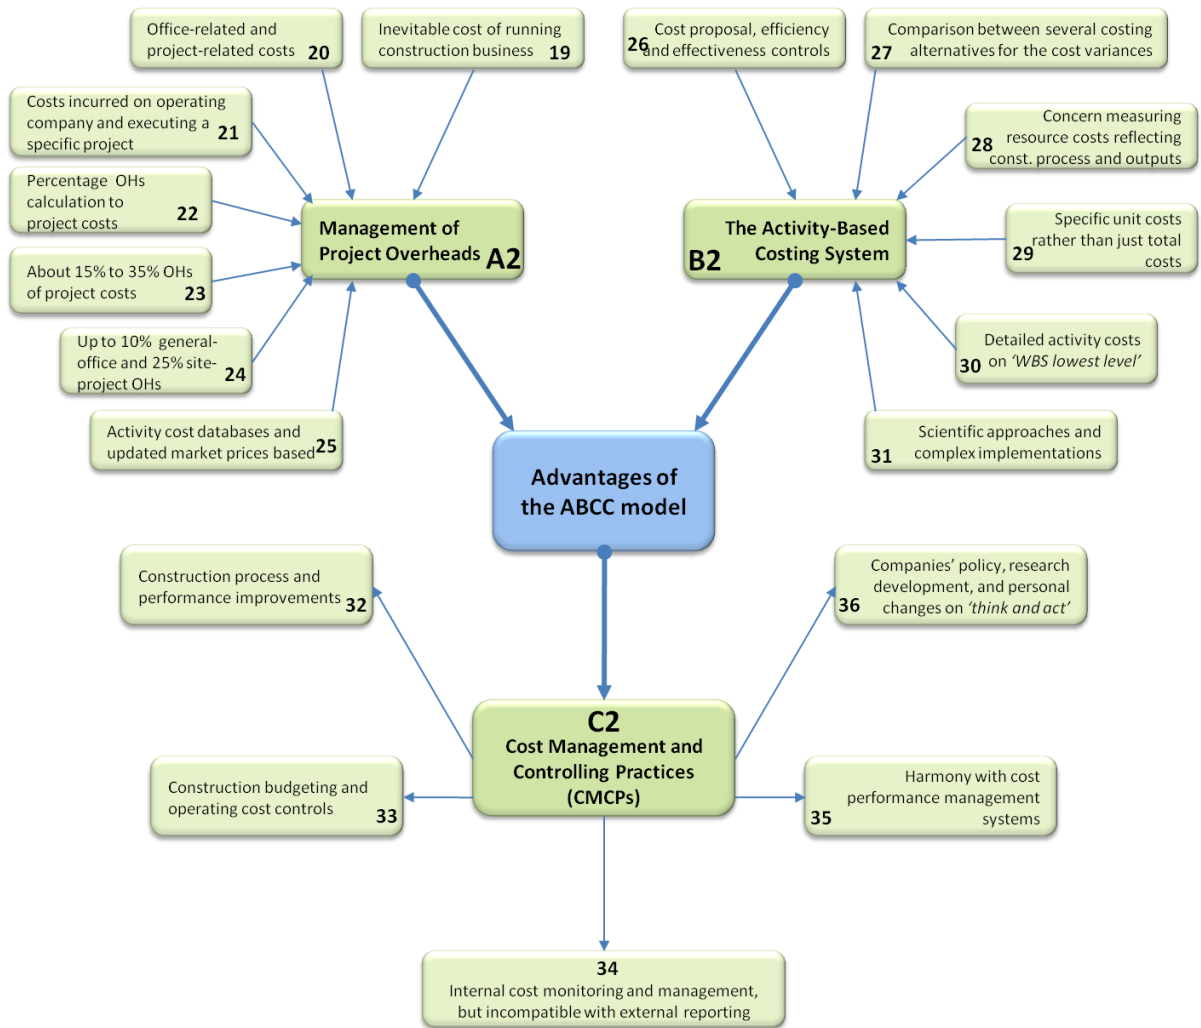 Office-related and
project-related costs 20
Inevitable cost of running
construction business 19
26 Cost proposal, efficiency
and effectiveness controls
Comparison between several costing
27 alternatives for the cost variances
Costs incurred on operating
company and executing a
specific project 21
Concern measuring
28 resource costs reflecting
const. process and outputs
Percentage OHs
calculation to
project costs 22
Management of
Project Overheads A2
The Activity-Based
B2 Costing System
Specific unit costs
rather than just total
29 costs
About 15% to 35% OHs
of project costs 23
Up to 10% general-
office and 25% site-
project OHs 24
Detailed activity costs
30 on ‘WBS lowest level’
Activity cost databases and
updated market prices based 25
Scientific approaches and
31 complex implementations
Advantages of
the ABCC model
Construction process and
performance improvements 32
Companies’ policy, research
development, and personal
36 changes on ‘think and act’
C2
Cost Management and
Controlling Practices
(CMCPs)
Construction budgeting and
operating cost controls 33
Harmony with cost
performance management
35 systems
34
Internal cost monitoring and management,
but incompatible with external reporting